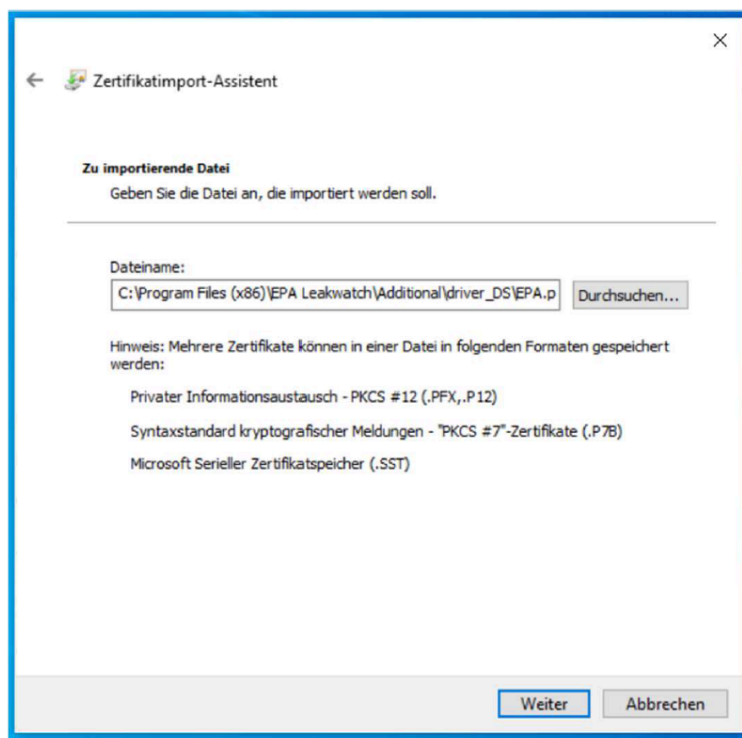 Zertifikatimport-Assistent
Zu importierende Datei
Geben Sie die Datei an, die importiert werden soll.
Dateiname:
C:\Program Files (x86)\EPA Leakwatch\Additional\driver_DS\EPA.p
Durchsuchen...
Hinweis: Mehrere Zertifikate können in einer Datei in folgenden Formaten gespeichert
werden:
Privater Informationsaustausch - PKCS #12 (.PFX,.P12)
Syntaxstandard kryptografischer Meldungen - "PKCS #7"-Zertifikate (.P7B)
Microsoft Serieller Zertifikatspeicher (.SST)
Weiter
Abbrechen